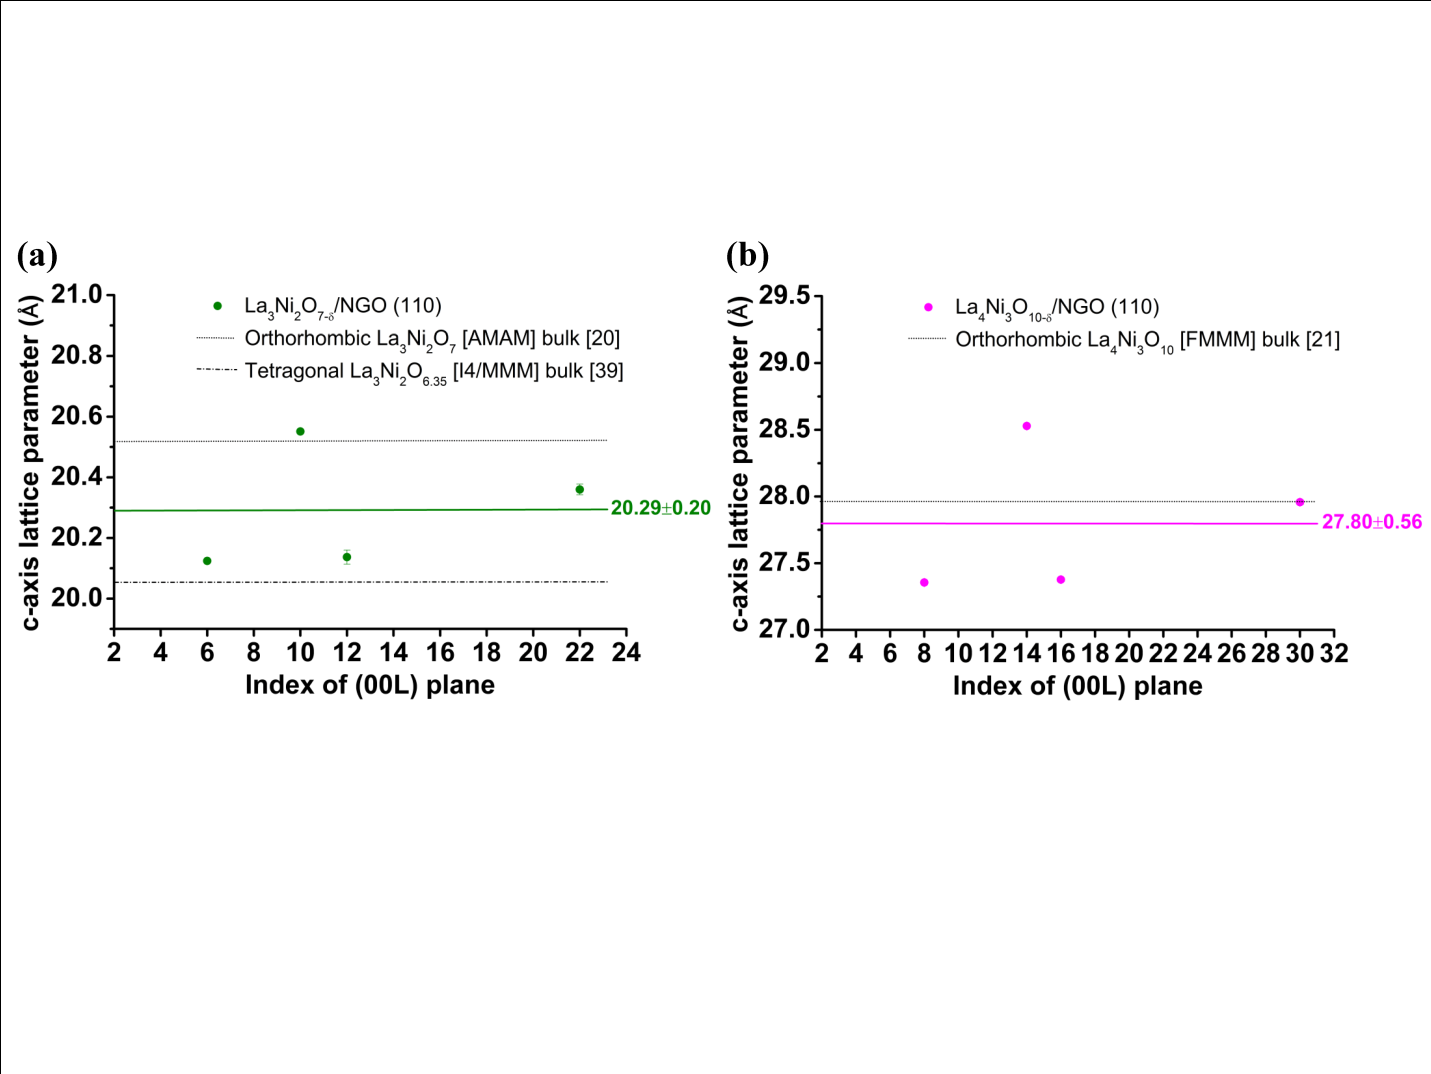 (a)
c-axis lattice parameter (Å)
21.0
20.8
20.6
20.4
20.2
20.0
La3Ni2O7-δ/NGO (110)
Orthorhombic La3Ni2O7 [AMAM] bulk [20]
Tetragonal La3Ni2O6.35 [I4/MMM] bulk [39]
20.29±0.20
2 4 6 8 10 12 14 16 18 20 22 24
Index of (00L) plane
(b)
c-axis lattice parameter (Å)
29.5
29.0
28.5
28.0
27.5
27.0
La4Ni3O10-δ/NGO (110)
Orthorhombic La4Ni3O10 [FMMM] bulk [21]
27.80±0.56
2 4 6 8 10 12 14 16 18 20 22 24 26 28 30 32
Index of (00L) plane